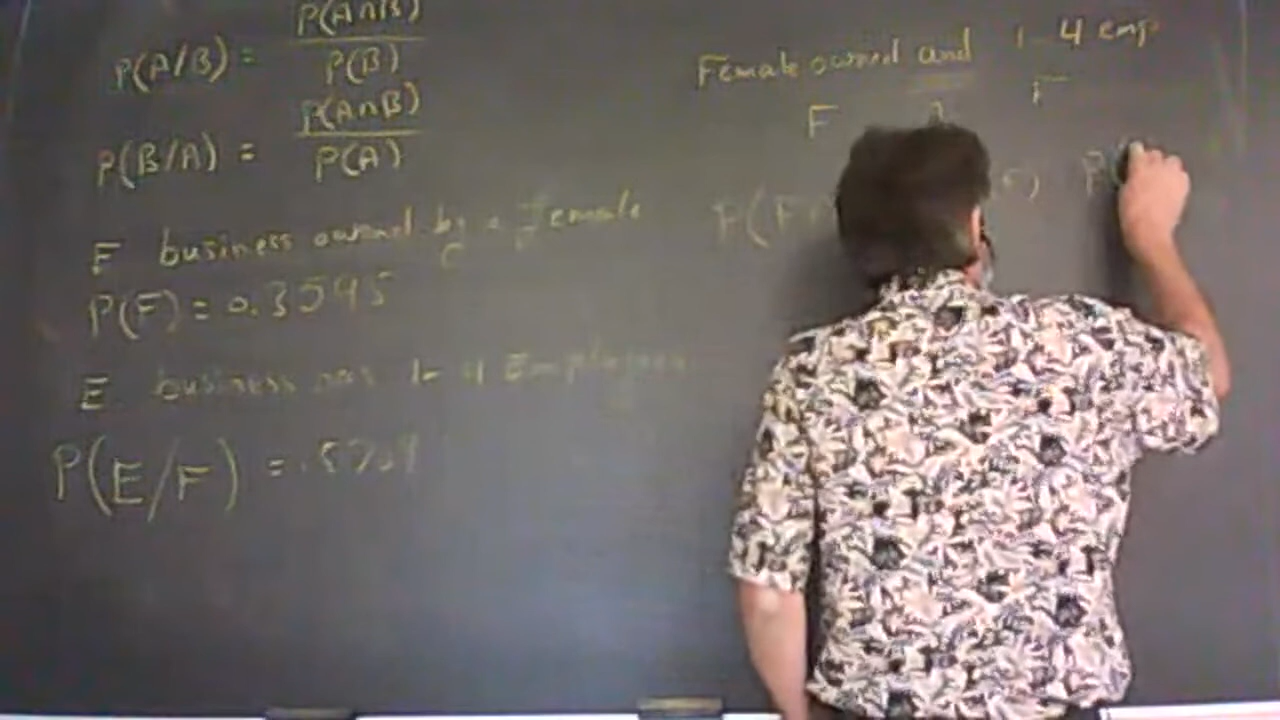 P(A/B) = P(A∩B)
P(B)
P(B/A) = P(A∩B)
P(A)
F business owned by a female
P(F) = 0.3595
E business has 1-4 Employees
P(E/F) =
Female owned and 1-4 emp
F
P(F
P(